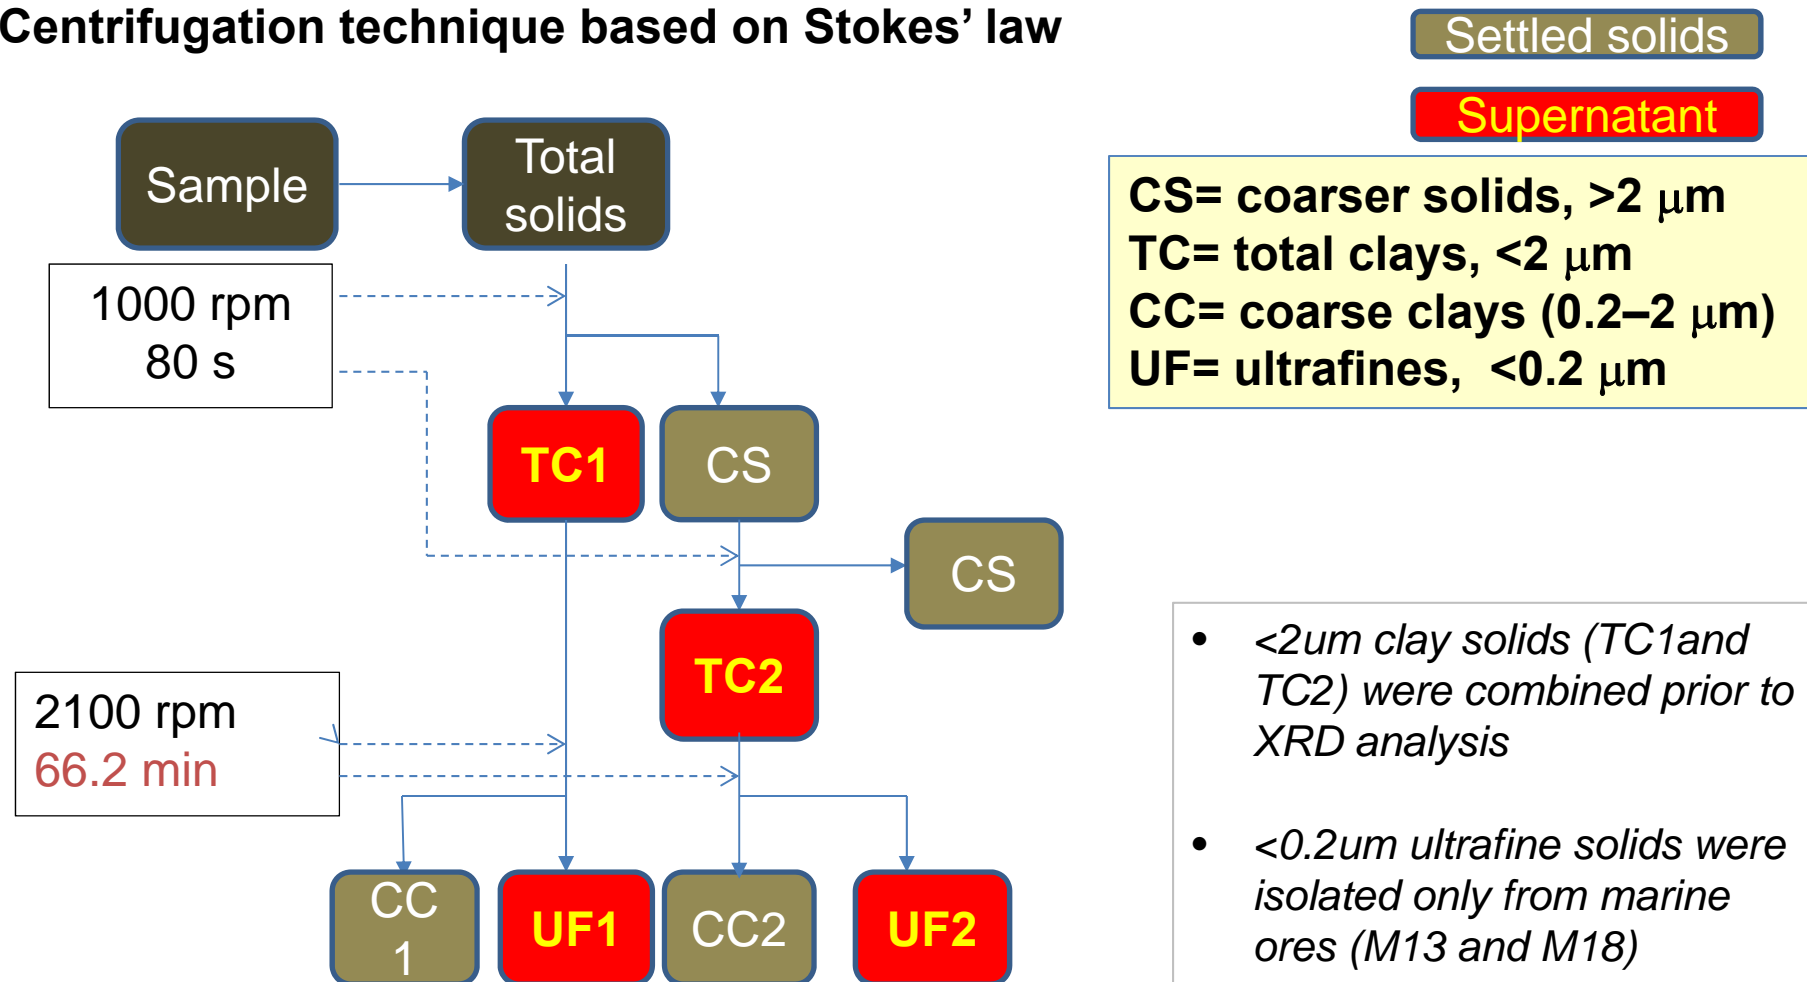 Centrifugation technique based on Stokes’ law
Settled solids
Supernatant
Sample
Total
solids
CS= coarser solids, >2 μm
TC= total clays, <2 μm
CC= coarse clays (0.2–2 μm)
UF= ultrafines, <0.2 μm
1000 rpm
80 s
TC1
CS
CS
TC2
2100 rpm
66.2 min
CC
1
UF1
CC2
UF2
• <2um clay solids (TC1and
TC2) were combined prior to
XRD analysis
• <0.2um ultrafine solids were
isolated only from marine
ores (M13 and M18)